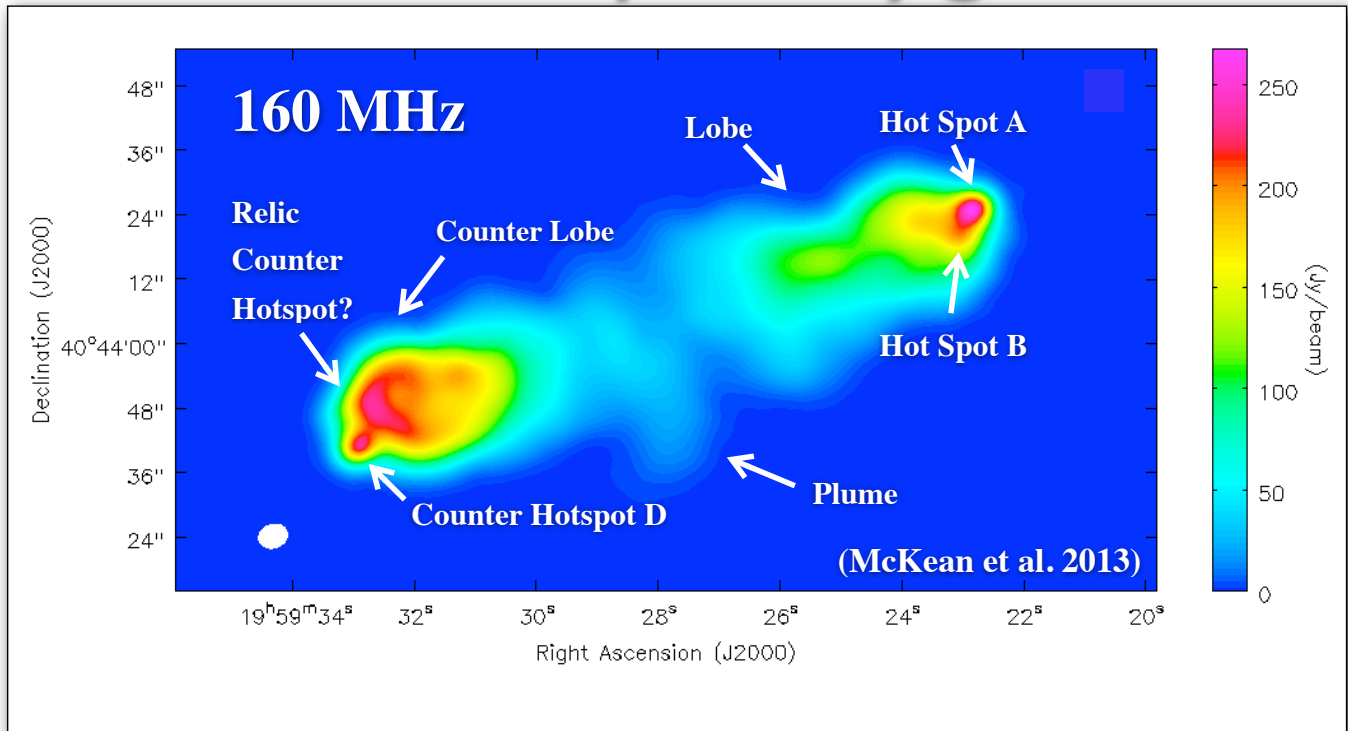 160 MHz
Lobe
Hot Spot A
Relic
Counter
Hotspot?
Counter Lobe
Hot Spot B
Plume
Counter Hotspot D
(McKean et al. 2013)
48"
36"
24"
12"
40°44'00"
48"
36"
24"
Declination (J2000)
19ʰ59ᵐ34ˢ 32ˢ 30ˢ 28ˢ 26ˢ 24ˢ 22ˢ 20ˢ
Right Ascension (J2000)
250
200
150
100
50
0
(Jy/beam)